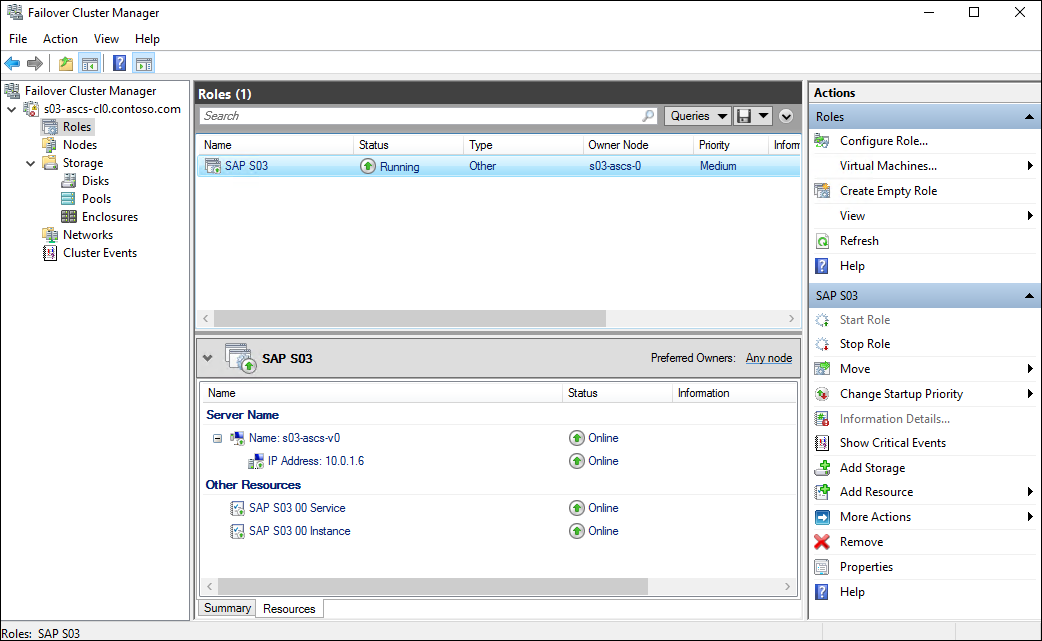 Failover Cluster Manager
File Action View Help
Failover Cluster Manager
s03-ascs-cl0.contoso.com
Roles
Nodes
Storage
Disks
Pools
Enclosures
Networks
Cluster Events
Roles (1)
Search
Queries
Name Status Type Owner Node Priority Inform
SAP S03 Running Other s03-ascs-0 Medium
SAP S03 Preferred Owners: Any node
Name Status Information
Server Name
Name: s03-ascs-v0 Online
IP Address: 10.0.1.6 Online
Other Resources
SAP S03 00 Service Online
SAP S03 00 Instance Online
Summary Resources
Actions
Roles
Configure Role...
Virtual Machines...
Create Empty Role
View
Refresh
Help
SAP S03
Start Role
Stop Role
Move
Change Startup Priority
Information Details...
Show Critical Events
Add Storage
Add Resource
More Actions
Remove
Properties
Help
Roles: SAP S03